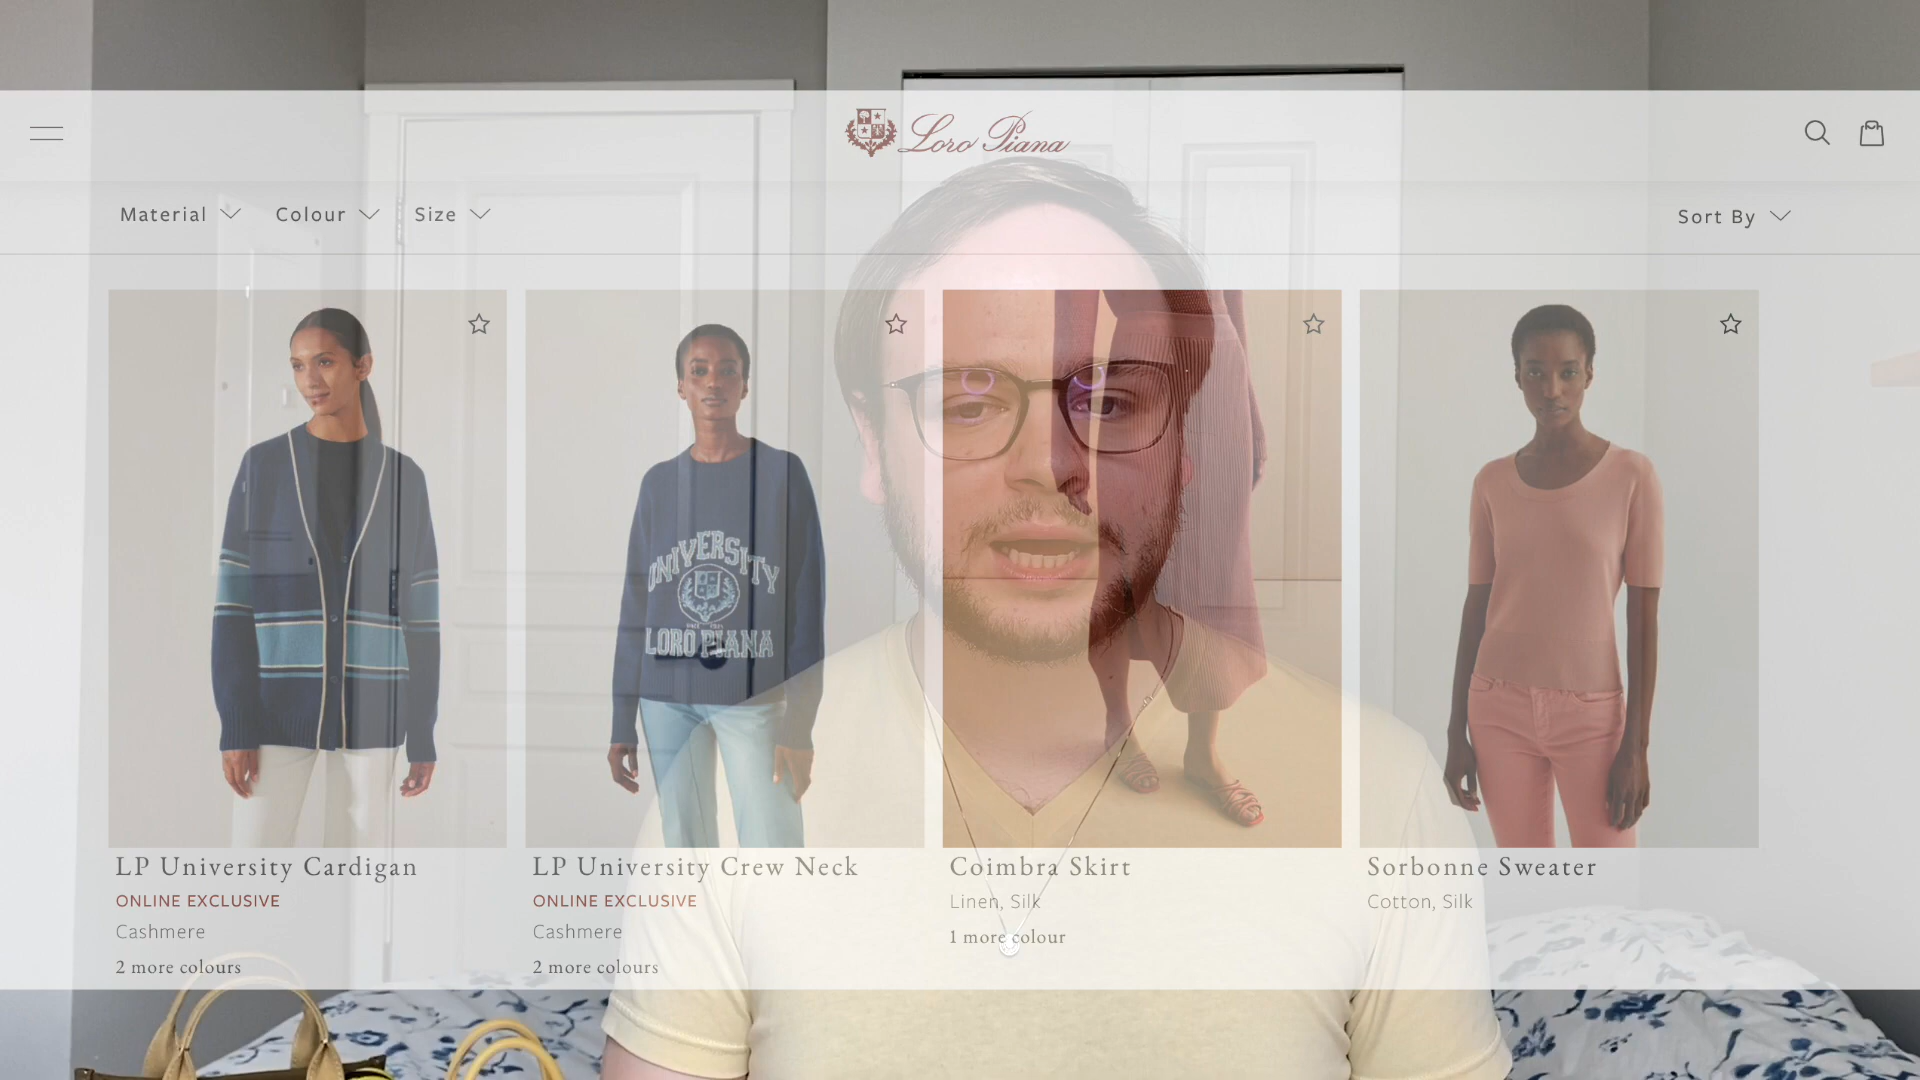 Loro Piana
Material Colour Size Sort By
UNIVERSITY
LORO PIANA
LP University Cardigan
ONLINE EXCLUSIVE
Cashmere
2 more colours
LP University Crew Neck
ONLINE EXCLUSIVE
Cashmere
2 more colours
Coimbra Skirt
Linen, Silk
1 more colour
Sorbonne Sweater
Cotton, Silk